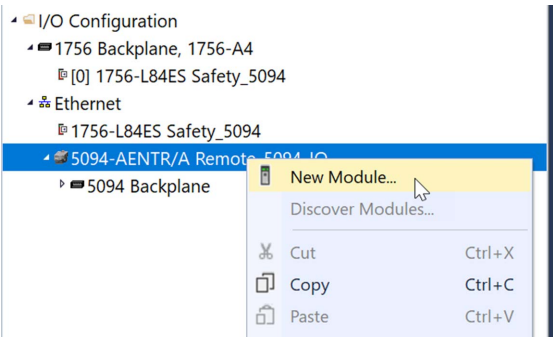 I/O Configuration
1756 Backplane, 1756-A4
[0] 1756-L84ES Safety_5094
Ethernet
1756-L84ES Safety_5094
5094-AENTR/A Remote_5094_IO
5094 Backplane
New Module...
Discover Modules...
Cut Ctrl+X
Copy Ctrl+C
Paste Ctrl+V